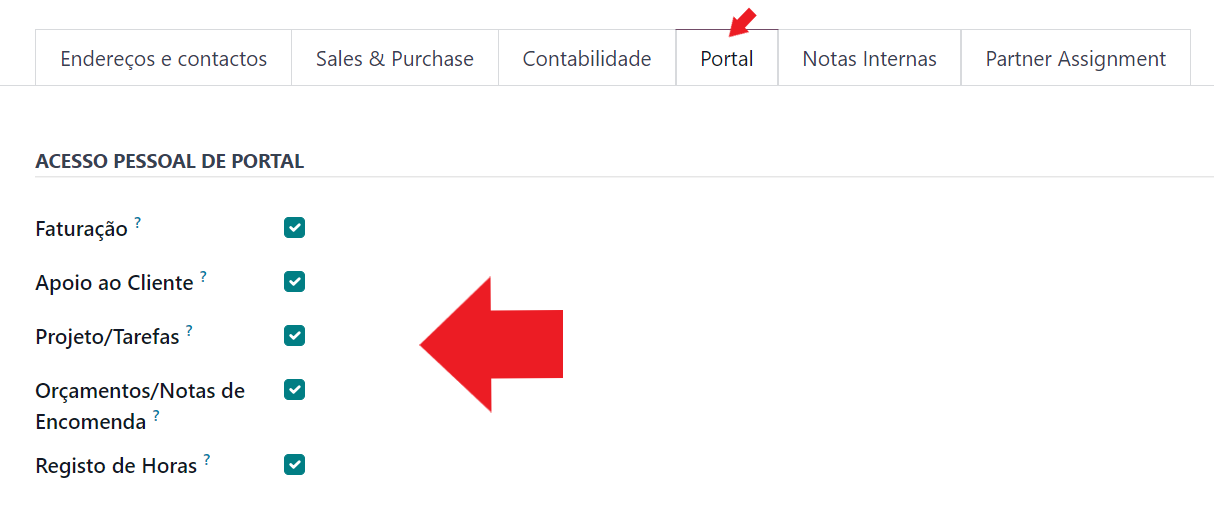 Endereços e contactos Sales & Purchase Contabilidade Portal Notas Internas Partner Assignment
ACESSO PESSOAL DE PORTAL
Faturação ?
Apoio ao Cliente ?
Projeto/Tarefas ?
Orçamentos/Notas de
Encomenda ?
Registo de Horas ?